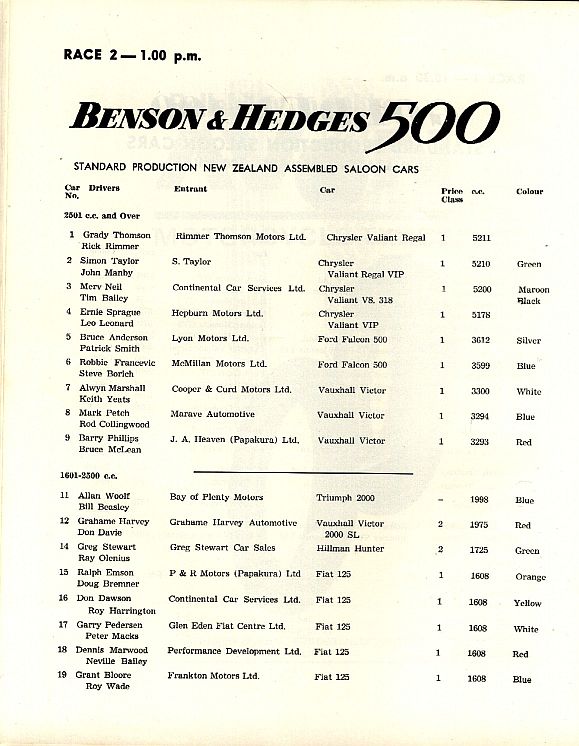 RACE 2 — 1.00 p.m.
BENSON & HEDGES 500
STANDARD PRODUCTION NEW ZEALAND ASSEMBLED SALOON CARS
Car No. Drivers Entrant Car Price Class c.c. Colour
2501 c.c. and Over
1 Grady Thomson Rimmer Thomson Motors Ltd. Chrysler Valiant Regal 1 5211
Rick Rimmer
2 Simon Taylor S. Taylor Chrysler 1 5210 Green
John Manby Valiant Regal VIP
3 Merv Neil Continental Car Services Ltd. Chrysler 1 5200 Maroon
Tim Bailey Valiant V8, 318 Black
4 Ernie Sprague Hepburn Motors Ltd. Chrysler 1 5178
Leo Leonard Valiant VIP
5 Bruce Anderson Lyon Motors Ltd. Ford Falcon 500 1 3612 Silver
Patrick Smith
6 Robbie Francevic McMillan Motors Ltd. Ford Falcon 500 1 3599 Blue
Steve Borich
7 Alwyn Marshall Cooper & Curd Motors Ltd. Vauxhall Victor 1 3300 White
Keith Yeats
8 Mark Petch Marave Automotive Vauxhall Victor 1 3294 Blue
Rod Collingwood
9 Barry Phillips J. A. Heaven (Papakura) Ltd. Vauxhall Victor 1 3293 Red
Bruce McLean
1601-2500 c.c.
11 Allan Woolf Bay of Plenty Motors Triumph 2000 – 1998 Blue
Bill Beasley
12 Grahame Harvey Grahame Harvey Automotive Vauxhall Victor 2 1975 Red
Don Davie 2000 SL
14 Greg Stewart Greg Stewart Car Sales Hillman Hunter 2 1725 Green
Ray Olenius
15 Ralph Emson P & R Motors (Papakura) Ltd Fiat 125 1 1608 Orange
Doug Bremner
16 Don Dawson Continental Car Services Ltd. Fiat 125 1 1608 Yellow
Roy Harrington
17 Garry Pedersen Glen Eden Fiat Centre Ltd. Fiat 125 1 1608 White
Peter Macks
18 Dennis Marwood Performance Development Ltd. Fiat 125 1 1608 Red
Neville Bailey
19 Grant Bloore Frankton Motors Ltd. Fiat 125 1 1608 Blue
Roy Wade